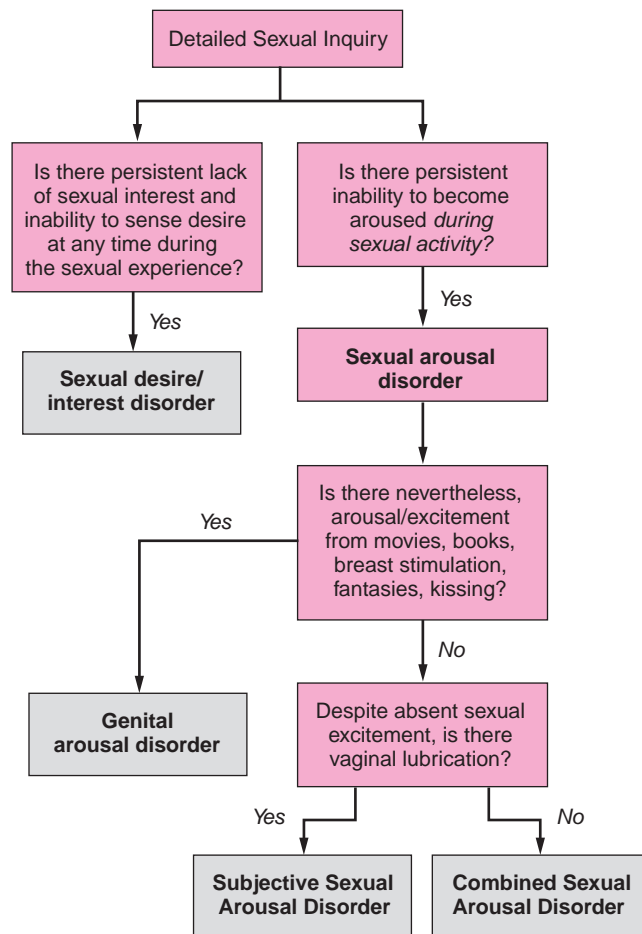 Detailed Sexual Inquiry
Is there persistent lack
of sexual interest and
inability to sense desire
at any time during
the sexual experience?
Is there persistent
inability to become
aroused during
sexual activity?
Yes
Yes
Sexual desire/
interest disorder
Sexual arousal
disorder
Is there nevertheless,
arousal/excitement
from movies, books,
breast stimulation,
fantasies, kissing?
Yes
No
Genital
arousal disorder
Despite absent sexual
excitement, is there
vaginal lubrication?
Yes
No
Subjective Sexual
Arousal Disorder
Combined Sexual
Arousal Disorder